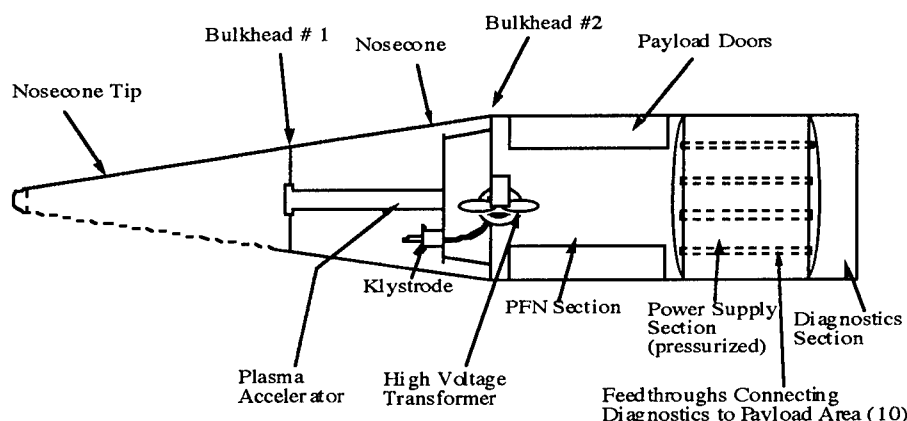 Bulkhead #2
Bulkhead # 1
Nosecone
Payload Doors
Nosecone Tip
Klystrode
PFN Section
Power Supply
Section
(pressurized)
Diagnostics
Section
Plasma
Accelerator
High Voltage
Transformer
Feedthroughs Connecting
Diagnostics to Payload Area (10)